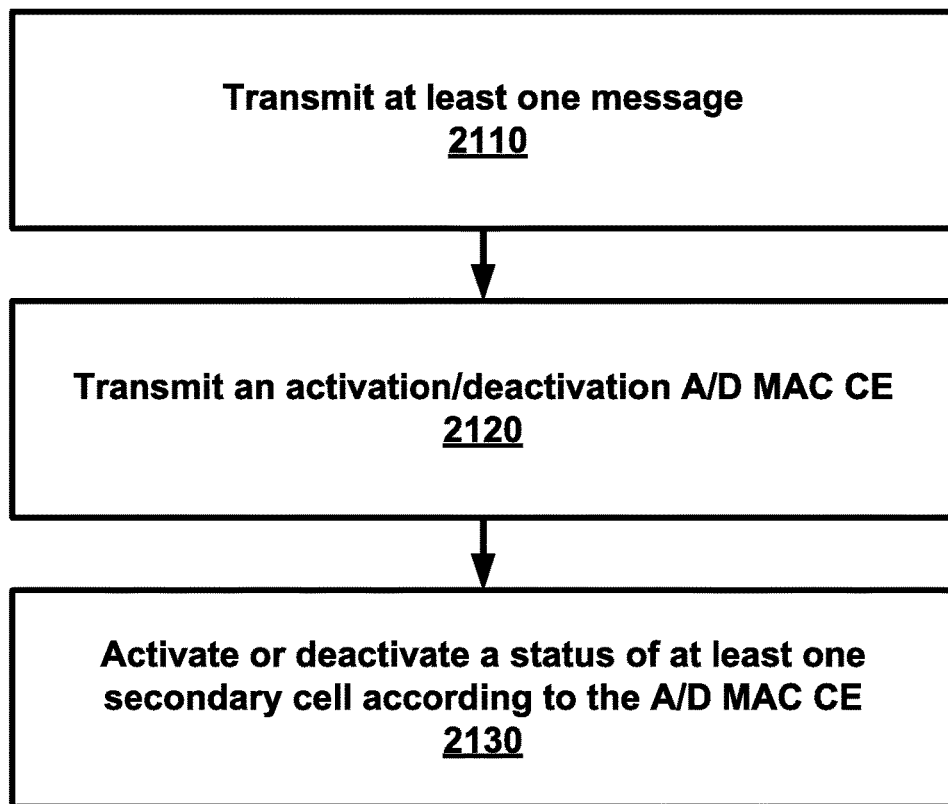 Transmit at least one message
2110
Transmit an activation/deactivation A/D MAC CE
2120
Activate or deactivate a status of at least one
secondary cell according to the A/D MAC CE
2130